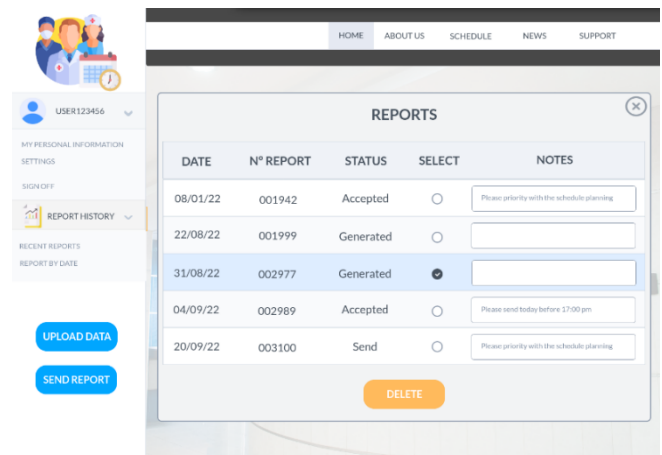 HOME ABOUT US SCHEDULE NEWS SUPPORT
USER123456
MY PERSONAL INFORMATION
SETTINGS
SIGN OFF
REPORT HISTORY
RECENT REPORTS
REPORT BY DATE
UPLOAD DATA
SEND REPORT
REPORTS
DATE Nº REPORT STATUS SELECT NOTES
08/01/22 001942 Accepted Please priority with the schedule planning
22/08/22 001999 Generated
31/08/22 002977 Generated
04/09/22 002989 Accepted Please send today before 17:00 pm
20/09/22 003100 Send Please priority with the schedule planning
DELETE